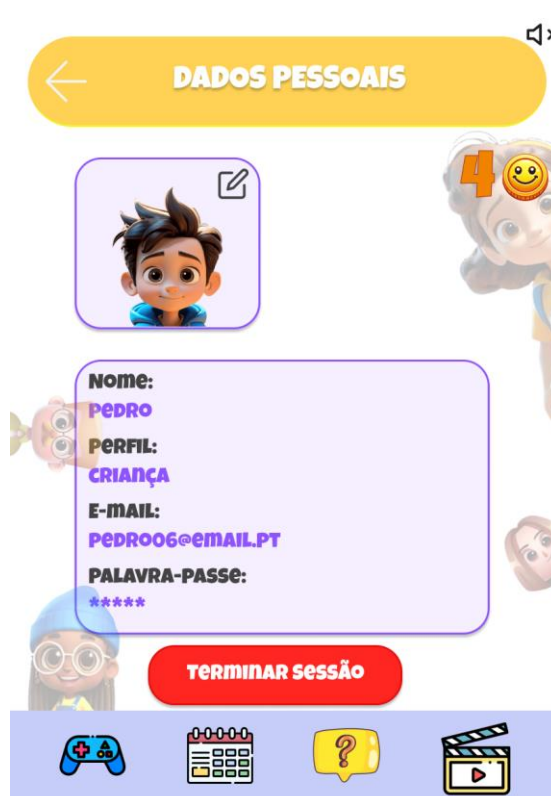 DADOS PESSOAIS
4
Nome:
Pedro
Perfil:
Criança
E-mail:
pedro06@email.pt
Palavra-passe:
*****
Terminar sessão
?